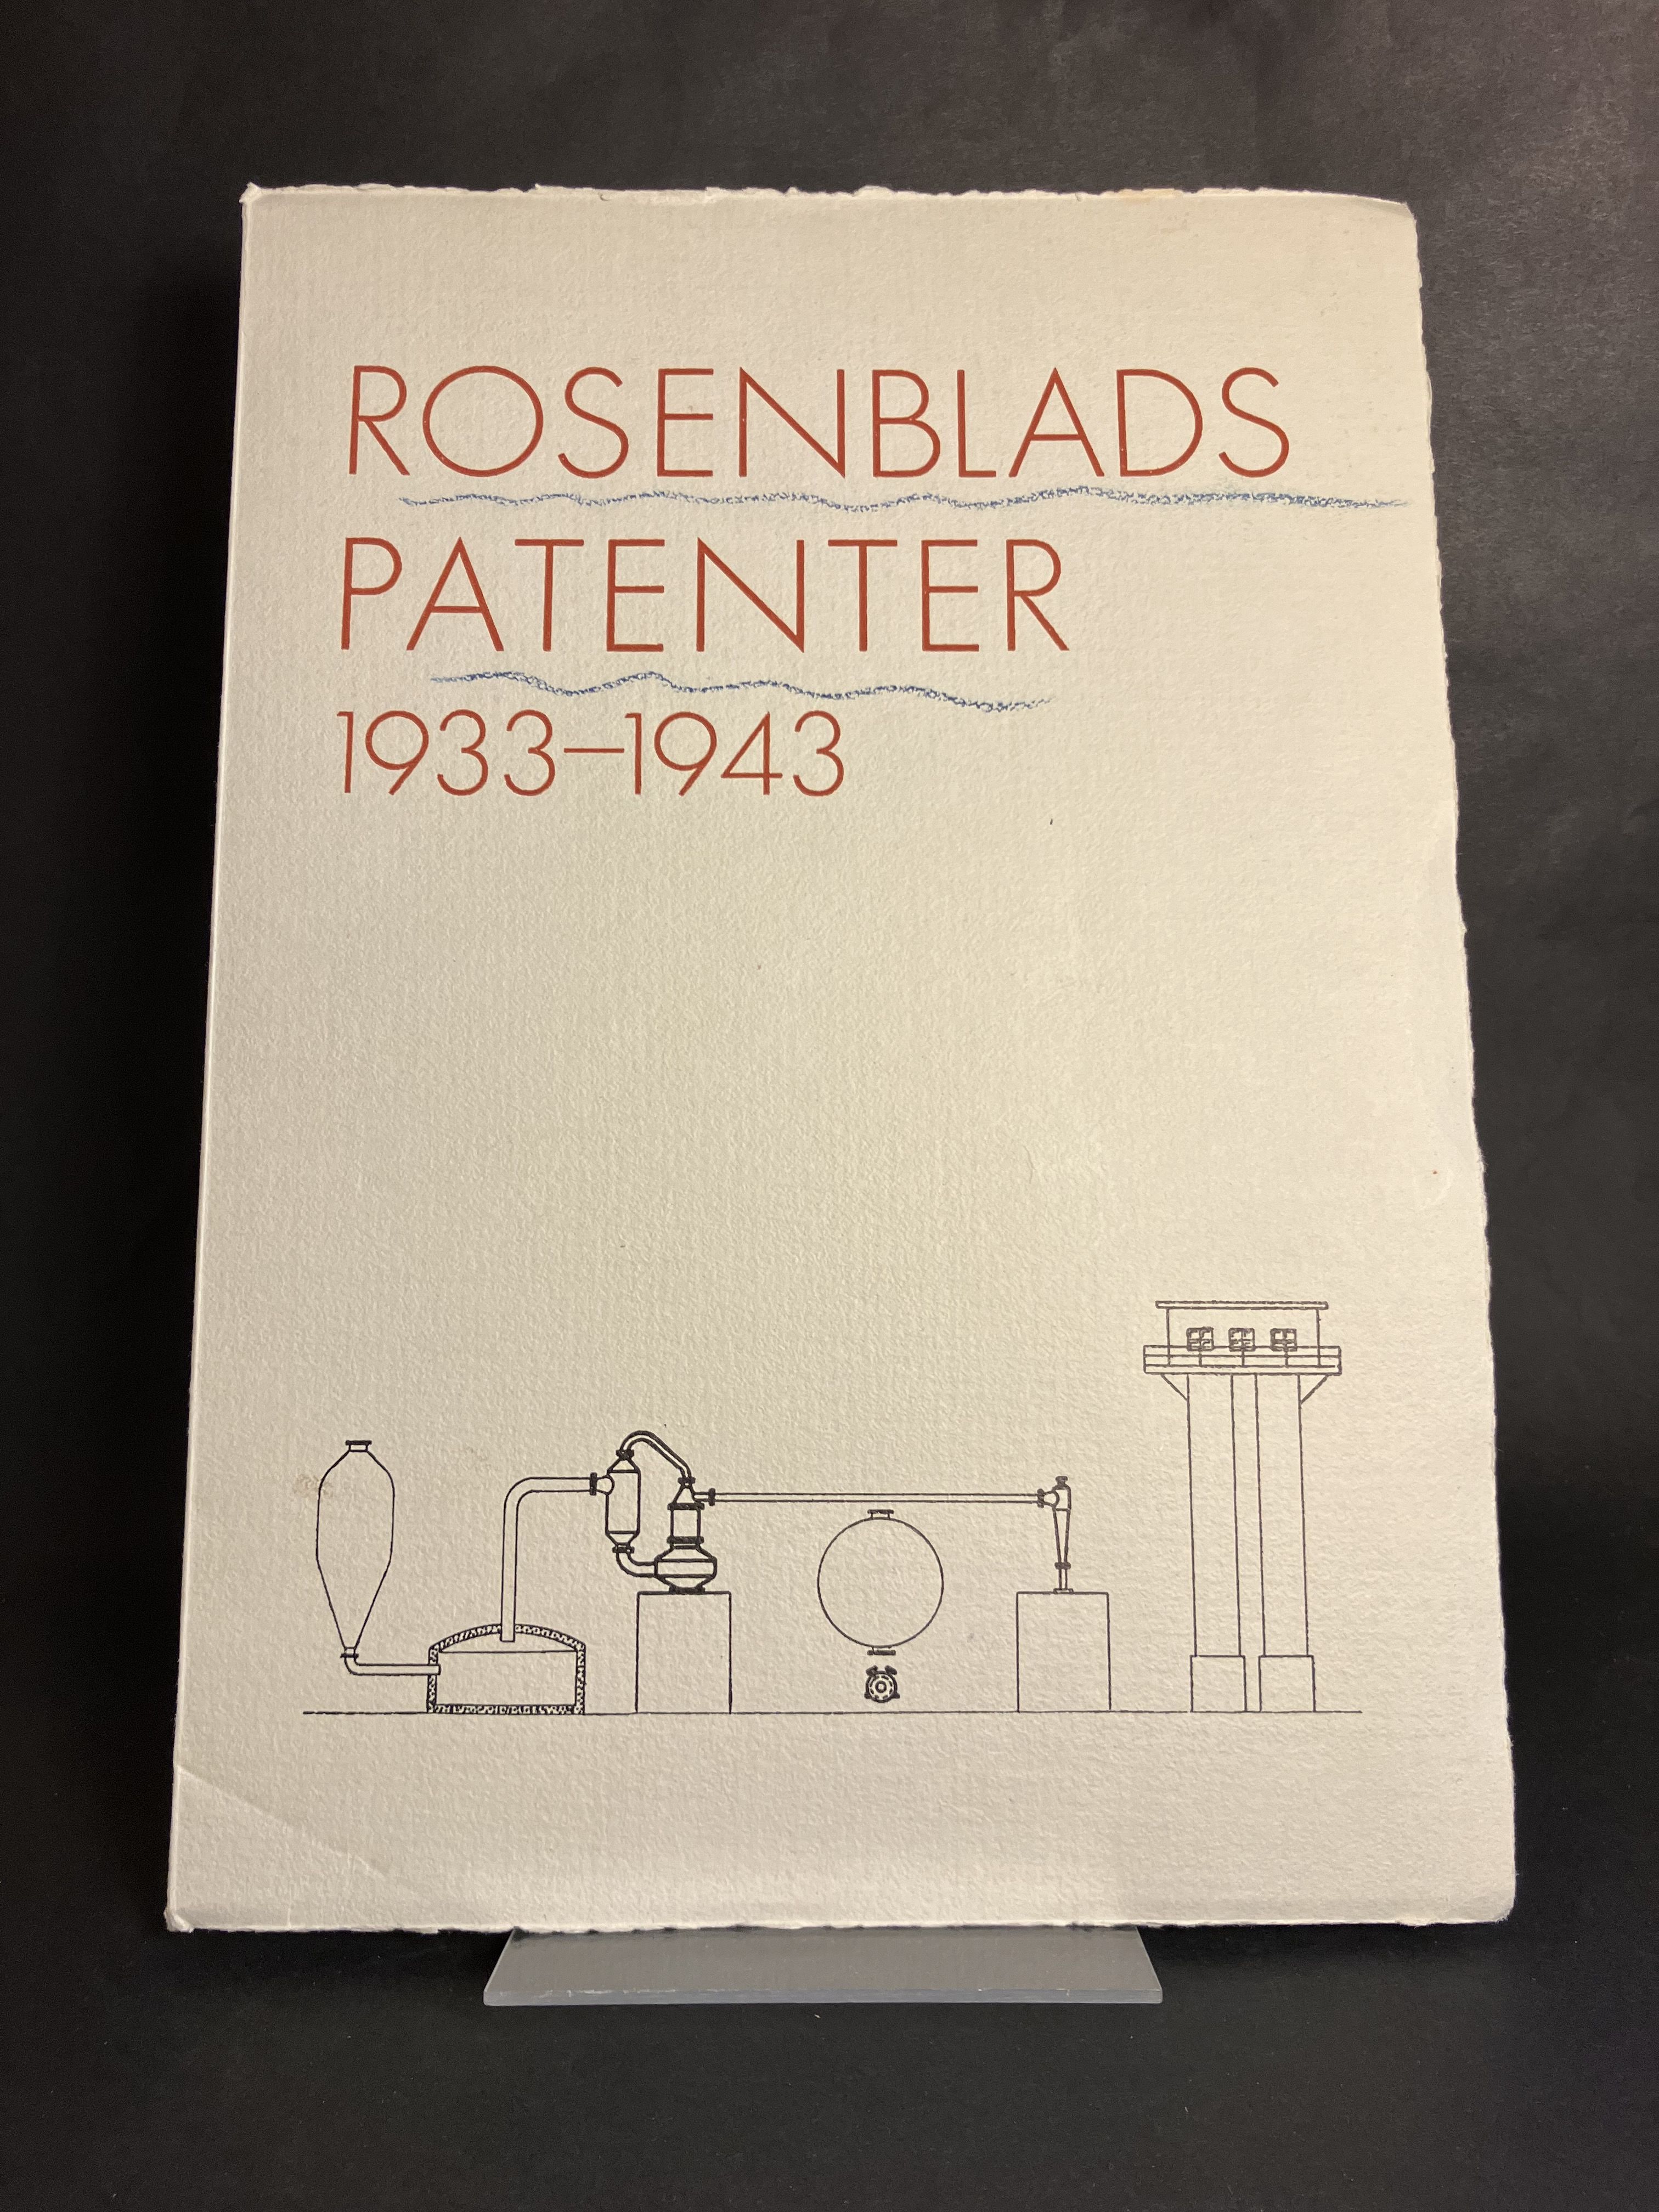 ROSENBLADS
PATENTER
1933–1943